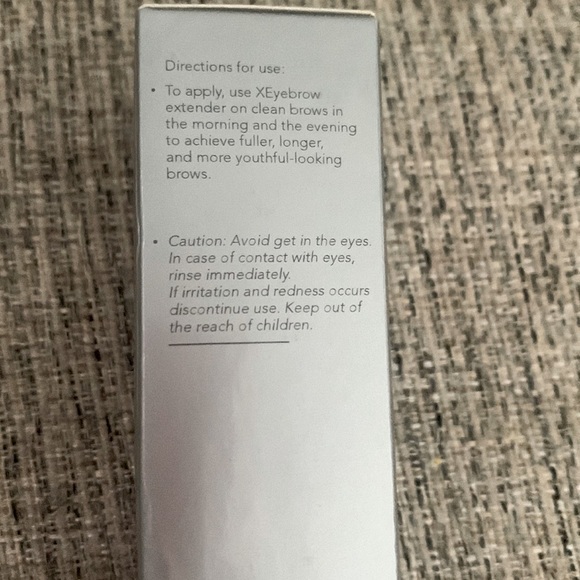 Directions for use:
• To apply, use XEyebrow
extender on clean brows in
the morning and the evening
to achieve fuller, longer,
and more youthful-looking
brows.
• Caution: Avoid get in the eyes.
In case of contact with eyes,
rinse immediately.
If irritation and redness occurs
discontinue use. Keep out of
the reach of children.